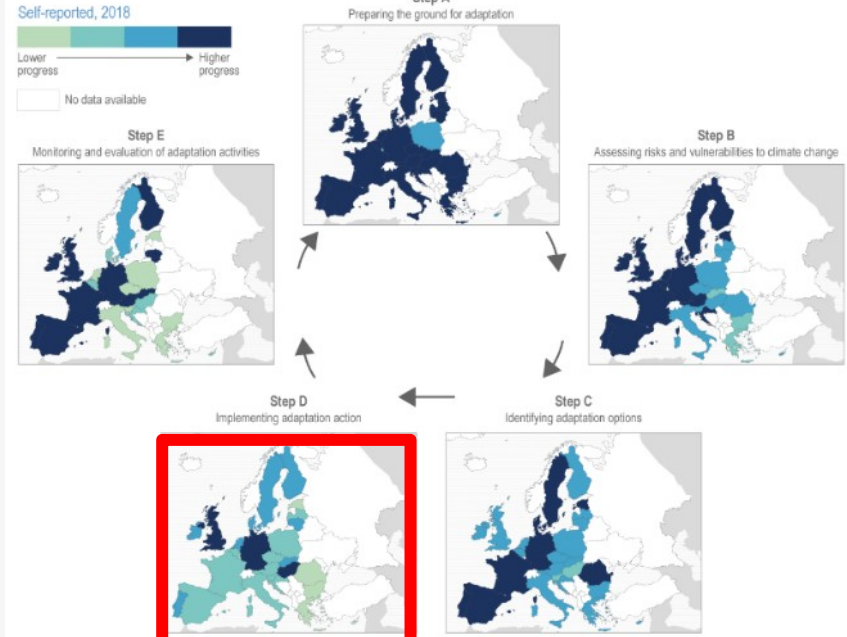 Self-reported, 2018
Lower progress
Higher progress
No data available
Preparing the ground for adaptation
Step E
Monitoring and evaluation of adaptation activities
Step B
Assessing risks and vulnerabilities to climate change
Step D
Implementing adaptation action
Step C
Identifying adaptation options